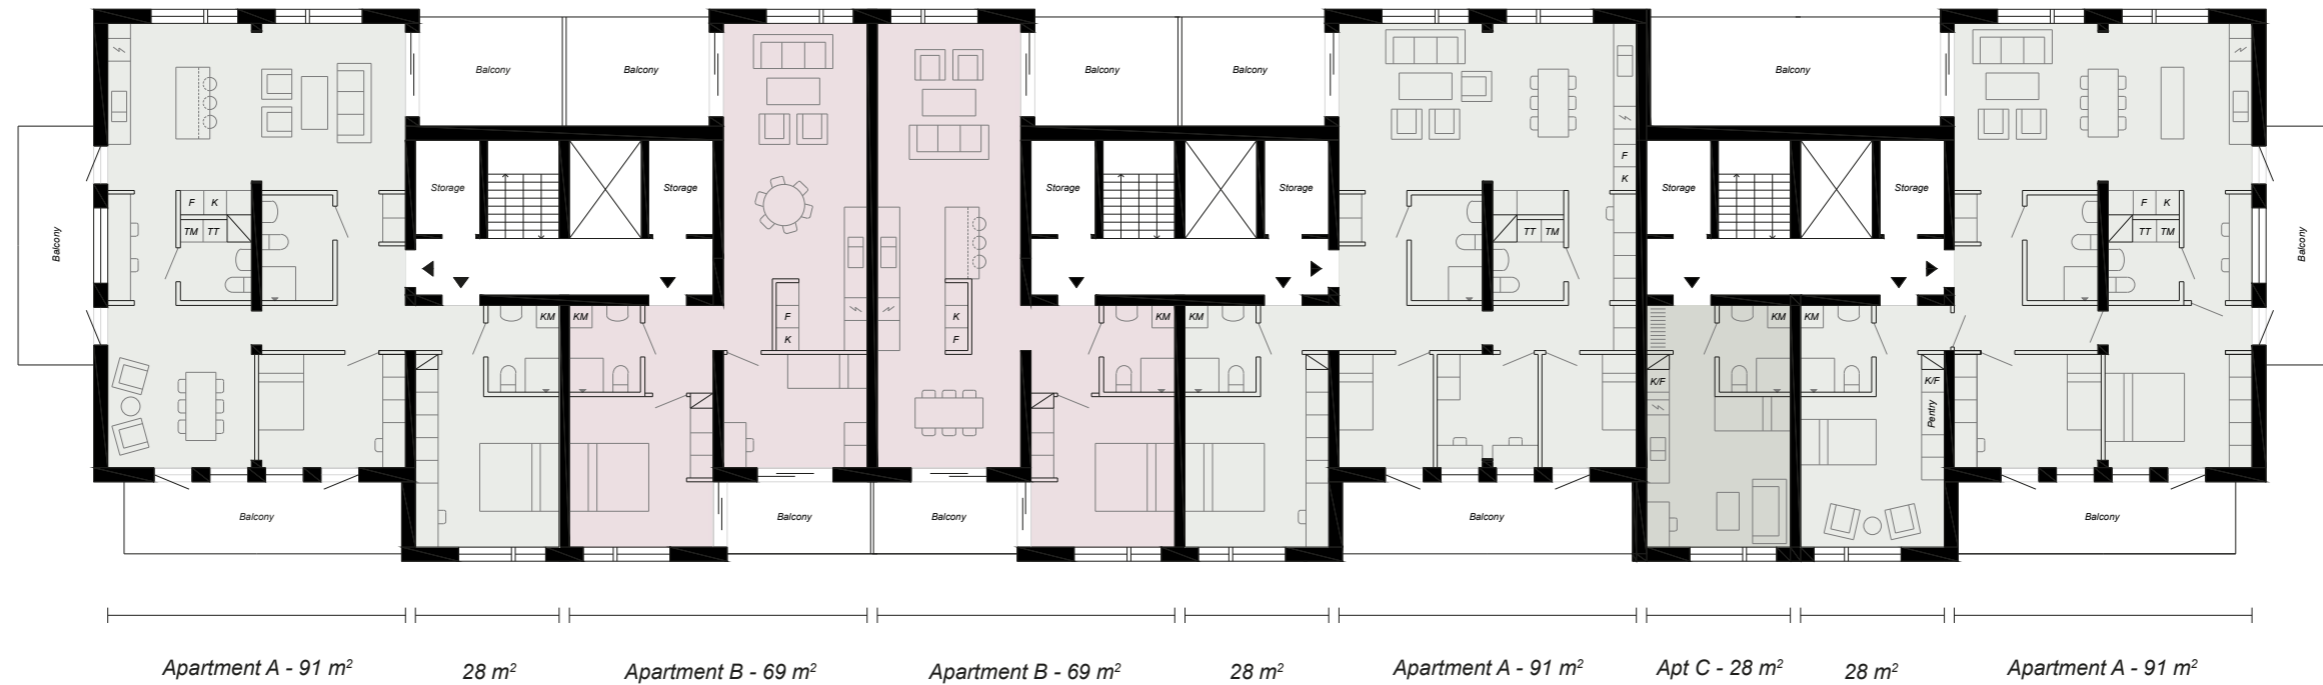 Balcony
Balcony
Balcony
Balcony
Balcony
F
K
Storage
Storage
Storage
Storage
Storage
Storage
F K
TM TT
TT TM
F K
TT TM
Balcony
Balcony
KM
KM
F
K
K
F
KM
KM
KM
KM
K/F
K/F
Pentry
Balcony
Balcony
Balcony
Balcony
Balcony
Apartment A - 91 m²
28 m²
Apartment B - 69 m²
Apartment B - 69 m²
28 m²
Apartment A - 91 m²
Apt C - 28 m²
28 m²
Apartment A - 91 m²